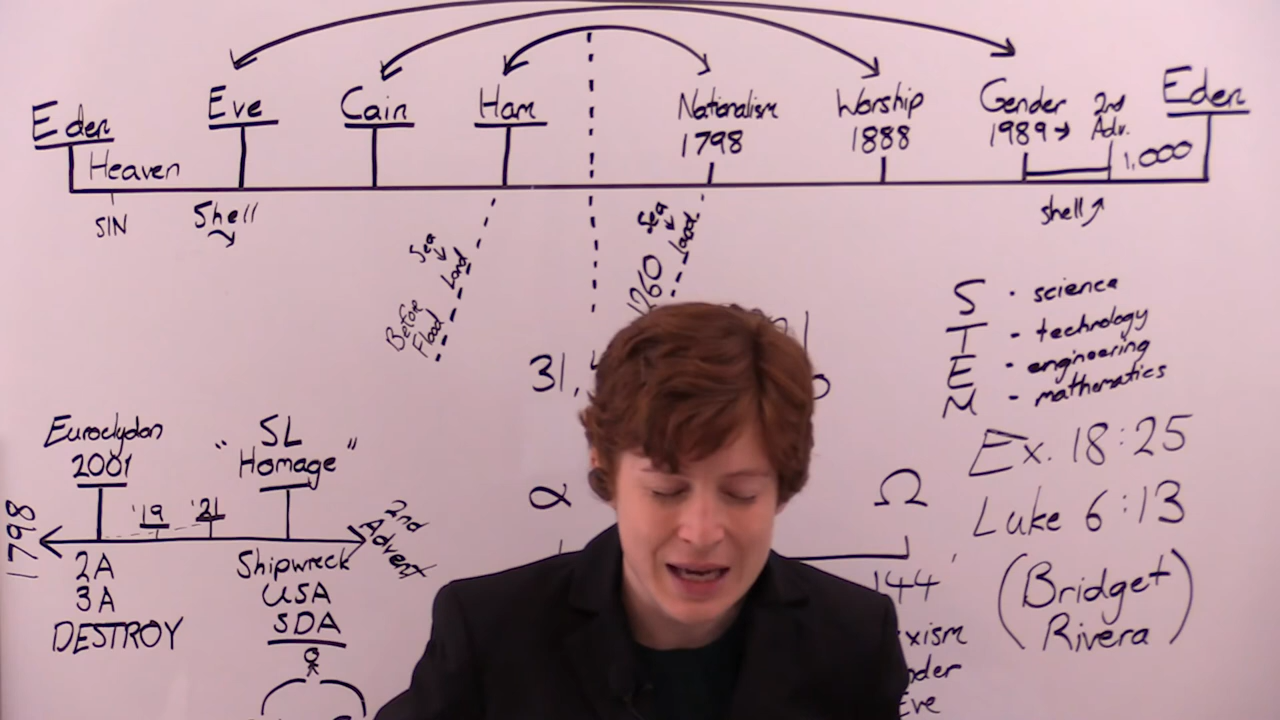 Eden
Heaven
SIN
Eve
Shell
Cain
Ham
Sea
Land
Before
Flood
Nationalism
1798
Sea
Land
1260
Worship
1888
Gender
1989→
2nd
Adv.
1,000
Eden
shell
S · science
T - technology
E · engineering
M - mathematics
31,
Ex. 18:25
Luke 6:13
(Bridget
Rivera)
α
Ω
144
Eve
1798
Euroclydon
2001
'19
'21
"SL
Homage"
2nd
Advent
2A
3A
DESTROY
Shipwreck
USA
SDA